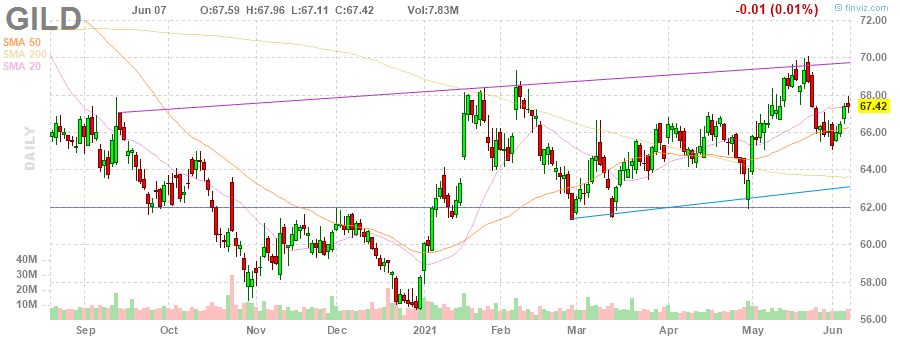 GILD
Jun 07 O:67.59 H:67.96 L:67.11 C:67.42 Vol:7.83M -0.01 (0.01%)
© finviz.com
SMA 50
SMA 200
SMA 20
DAILY
72.00
70.00
68.00
67.42
66.00
64.00
62.00
60.00
58.00
56.00
40M
30M
20M
10M
Sep Oct Nov Dec 2021 Feb Mar Apr May Jun